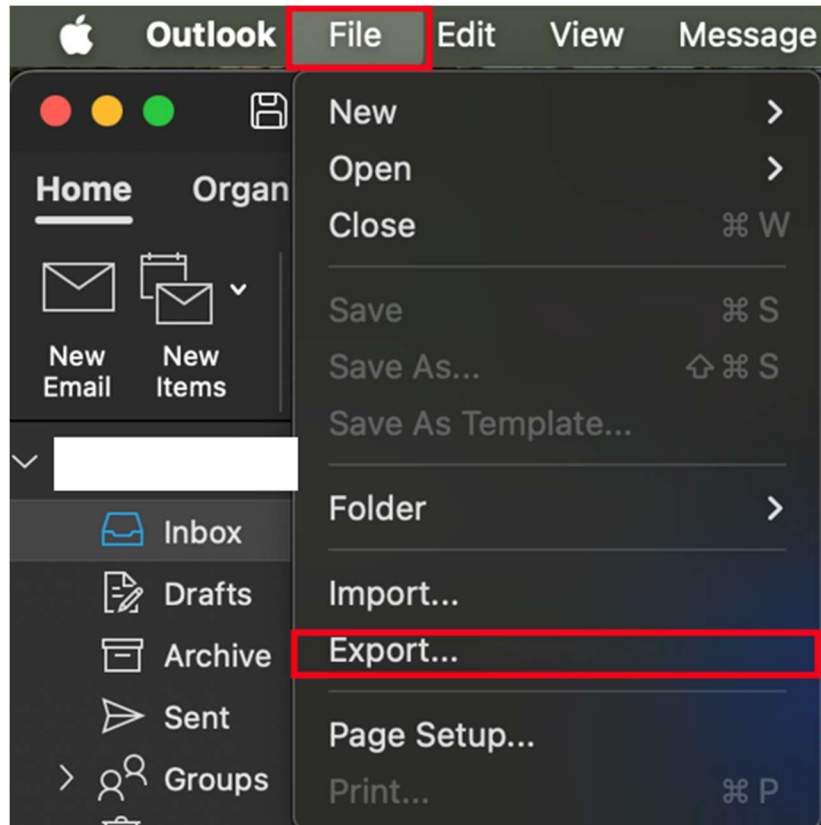 Outlook File Edit View Message
New
Open
Close ⌘ W
Save ⌘ S
Save As... ⇧ ⌘ S
Save As Template...
Folder
Import...
Export...
Page Setup...
Print... ⌘ P
Home Organ
New Email
New Items
Inbox
Drafts
Archive
Sent
Groups